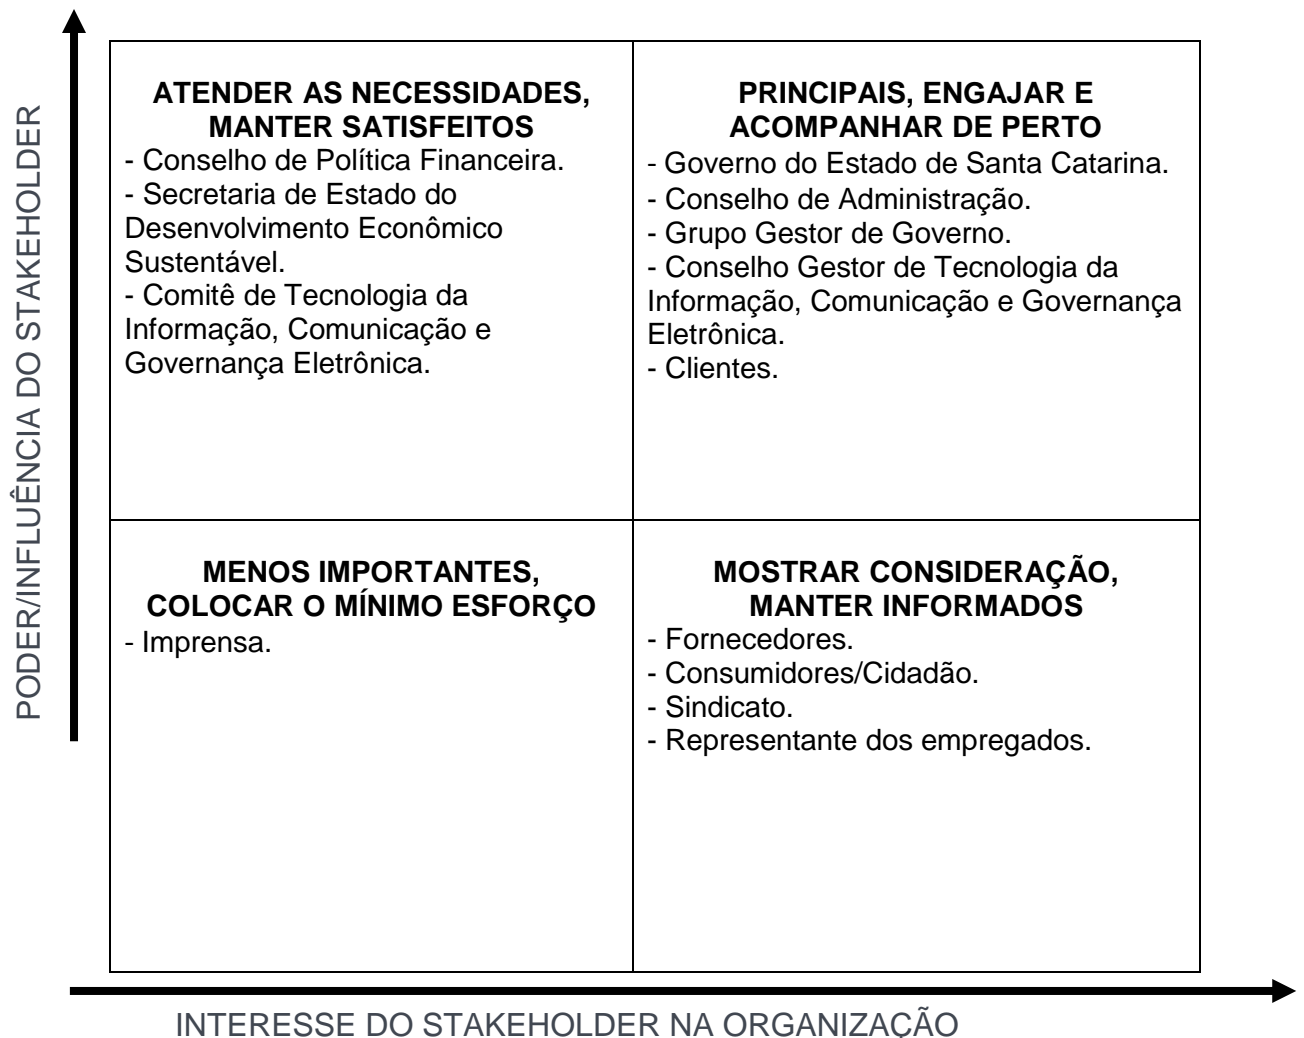 PODER/INFLUÊNCIA DO STAKEHOLDER
ATENDER AS NECESSIDADES,
MANTER SATISFEITOS
- Conselho de Política Financeira.
- Secretaria de Estado do
Desenvolvimento Econômico
Sustentável.
- Comitê de Tecnologia da
Informação, Comunicação e
Governança Eletrônica.
PRINCIPAIS, ENGAJAR E
ACOMPANHAR DE PERTO
- Governo do Estado de Santa Catarina.
- Conselho de Administração.
- Grupo Gestor de Governo.
- Conselho Gestor de Tecnologia da
Informação, Comunicação e Governança
Eletrônica.
- Clientes.
MENOS IMPORTANTES,
COLOCAR O MÍNIMO ESFORÇO
- Imprensa.
MOSTRAR CONSIDERAÇÃO,
MANTER INFORMADOS
- Fornecedores.
- Consumidores/Cidadão.
- Sindicato.
- Representante dos empregados.
INTERESSE DO STAKEHOLDER NA ORGANIZAÇÃO